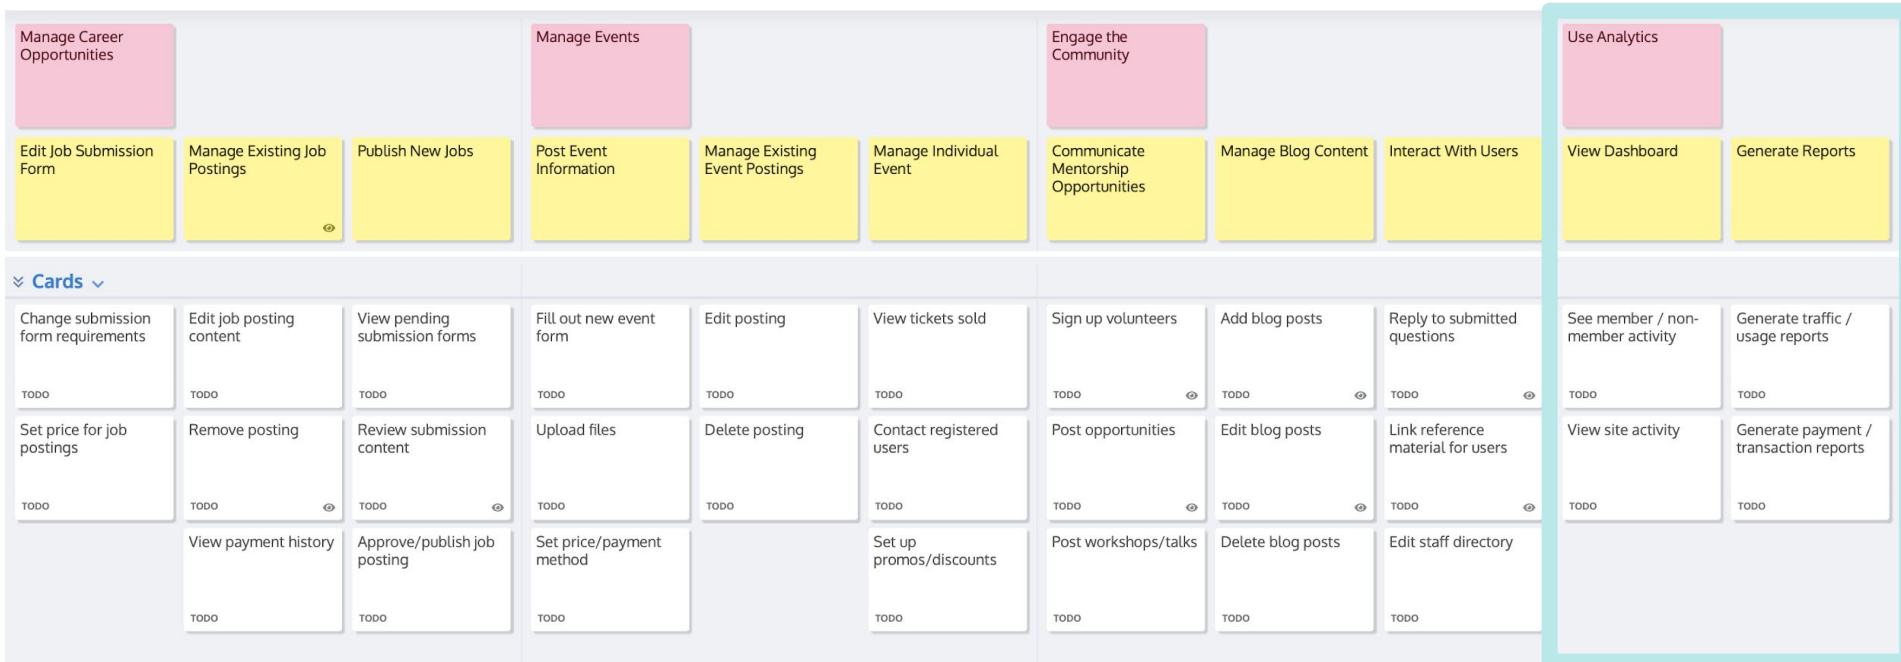 Manage Career
Opportunities
Manage Events
Engage the
Community
Use Analytics
Edit Job Submission
Form
Manage Existing Job
Postings
Publish New Jobs
Post Event
Information
Manage Existing
Event Postings
Manage Individual
Event
Communicate
Mentorship
Opportunities
Manage Blog Content
Interact With Users
View Dashboard
Generate Reports
Cards
Change submission
form requirements
TODO
Edit job posting
content
TODO
View pending
submission forms
TODO
Fill out new event
form
TODO
Edit posting
TODO
View tickets sold
TODO
Sign up volunteers
TODO
Add blog posts
TODO
Reply to submitted
questions
TODO
See member / non-
member activity
TODO
Generate traffic /
usage reports
TODO
Set price for job
postings
TODO
Remove posting
TODO
Review submission
content
TODO
Upload files
TODO
Delete posting
TODO
Contact registered
users
TODO
Post opportunities
TODO
Edit blog posts
TODO
Link reference
material for users
TODO
View site activity
TODO
Generate payment /
transaction reports
TODO
View payment history
TODO
Approve/publish job
posting
TODO
Set price/payment
method
TODO
Set up
promos/discounts
TODO
Post workshops/talks
TODO
Delete blog posts
TODO
Edit staff directory
TODO